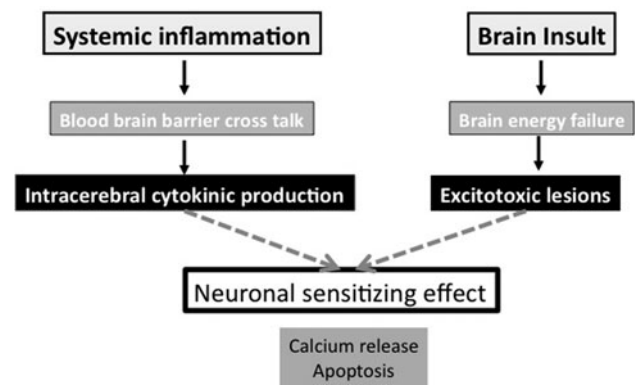 Systemic inflammation
Brain Insult
Blood brain barrier cross talk
Brain energy failure
Intracerebral cytokinic production
Excitotoxic lesions
Neuronal sensitizing effect
Calcium release
Apoptosis